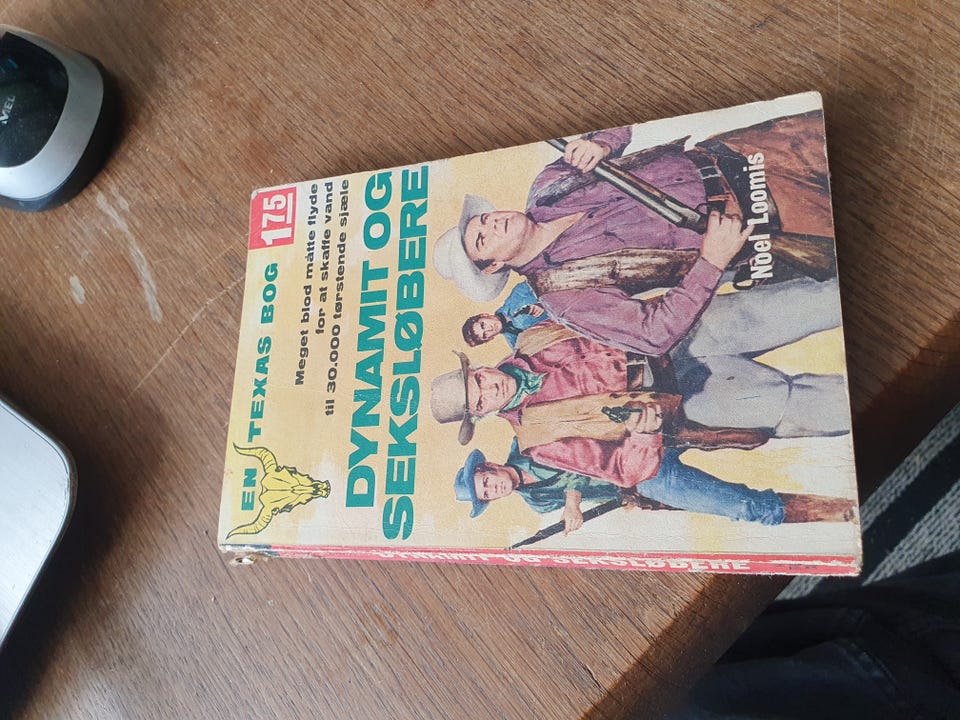 EN TEXAS BOG
175
Meget blod måtte flyde
for at skaffe vand
til 30.000 tørstende sjæle
DYNAMIT OG
SEKSLØBERE
Noel Loomis
DYNAMIT OG SEKSLØBERE